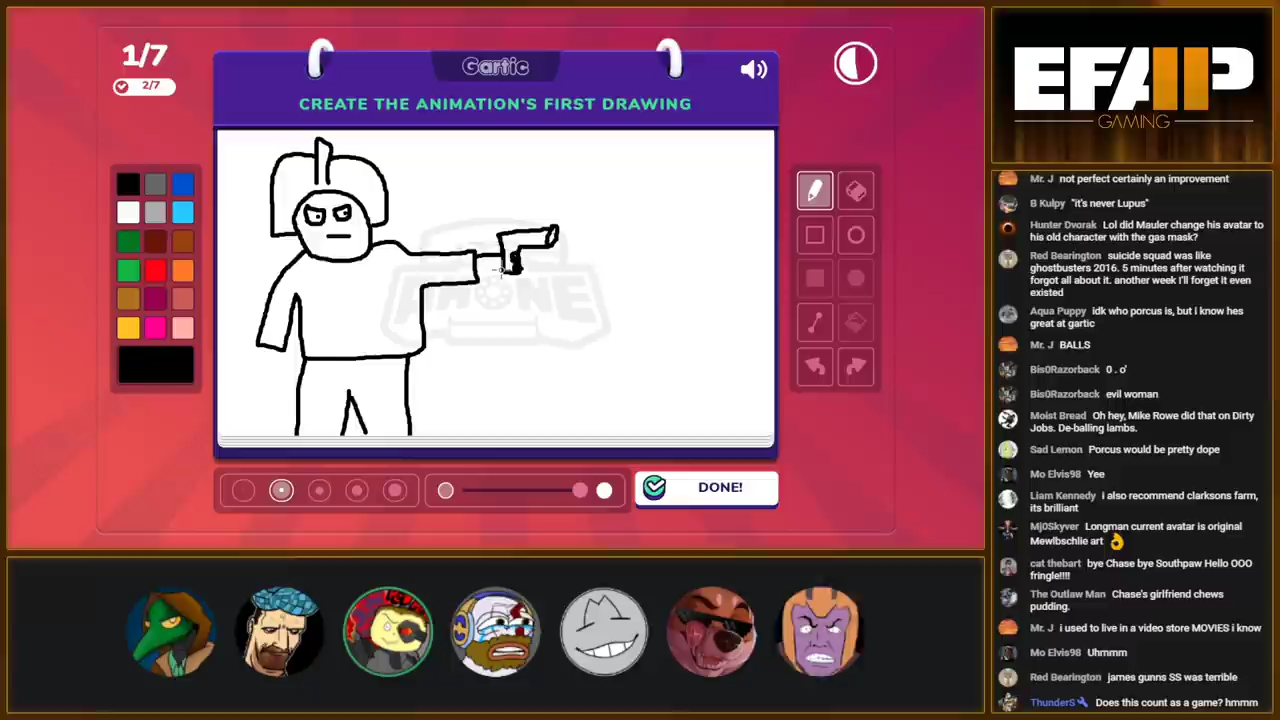 1/7
2/7
Gartic
CREATE THE ANIMATION'S FIRST DRAWING
PHONE
DONE!
EFAP
GAMING
Mr. J not perfect certainly an improvement
B Kulpy "it's never Lupus"
Hunter Dvorak Lol did Mauler change his avatar to
his old character with the gas mask?
Red Bearington suicide squad was like
ghostbusters 2016. 5 minutes after watching it
forgot all about it. another week I'll forget it even
existed
Aqua Puppy idk who porcus is, but i know hes
great at gartic
Mr. J BALLS
Bis0Razorback 0 . o'
Bis0Razorback evil woman
Moist Bread Oh hey, Mike Rowe did that on Dirty
Jobs. De-balling lambs.
Sad Lemon Porcus would be pretty dope
Mo Elvis98 Yee
Liam Kennedy i also recommend clarksons farm,
its brilliant
Mj0Skyver Longman current avatar is original
Mewlbschlie art
cat thebart bye Chase bye Southpaw Hello OOO
fringle!!!!
The Outlaw Man Chase's girlfriend chews
pudding.
Mr. J i used to live in a video store MOVIES i know
Mo Elvis98 Uhmmm
Red Bearington james gunns SS was terrible
ThunderS Does this count as a game? hmmm